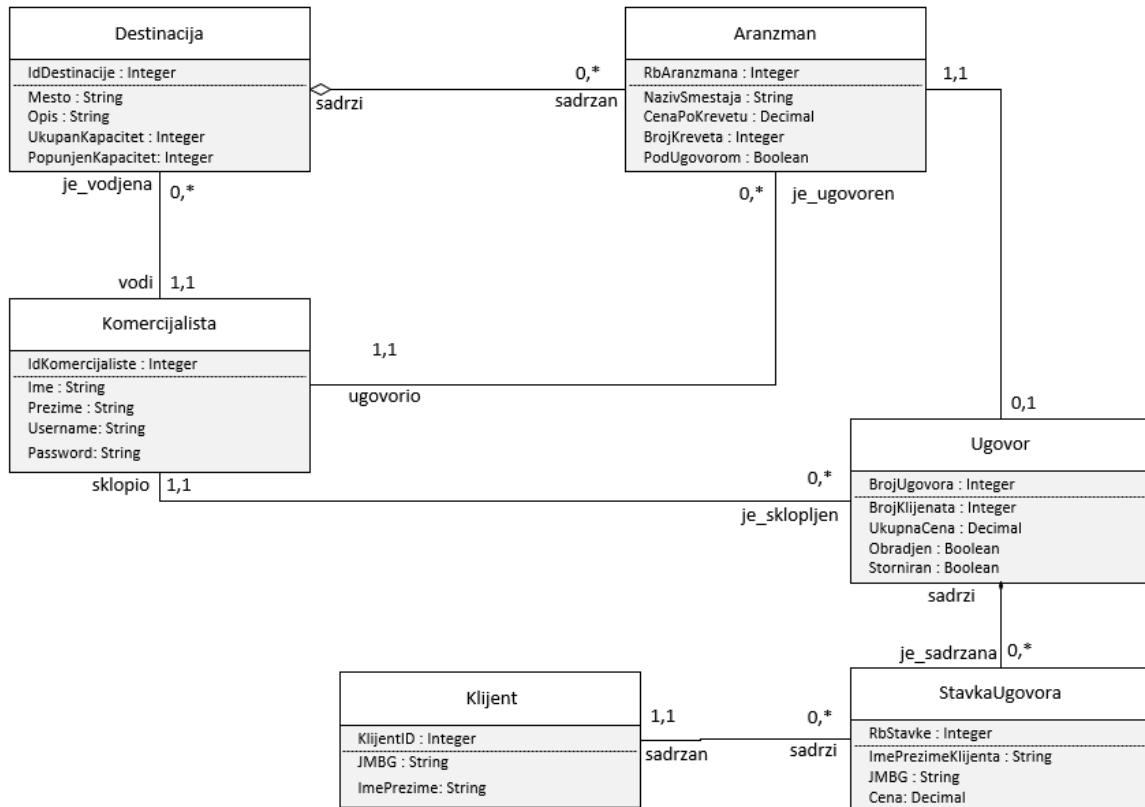 Destinacija
IdDestinacije : Integer
Mesto : String
Opis : String
UkupanKapacitet : Integer
PopunjenKapacitet: Integer
sadrzi
0,*
sadrzan
Aranzman
RbAranzmana : Integer
NazivSmestaja : String
CenaPoKrevetu : Decimal
BrojKreveta : Integer
PodUgovorom : Boolean
1,1
je_vodjena
0,*
0,*
je_ugovoren
vodi
1,1
Komercijalista
IdKomercijaliste : Integer
Ime : String
Prezime : String
Username: String
Password: String
1,1
ugovorio
0,1
sklopio
1,1
0,*
je_sklopljen
Ugovor
BrojUgovora : Integer
BrojKlijenata : Integer
UkupnaCena : Decimal
Obradjen : Boolean
Storniran : Boolean
sadrzi
je_sadrzana
0,*
Klijent
KlijentID : Integer
JMBG : String
ImePrezime: String
1,1
sadrzan
0,*
sadrzi
StavkaUgovora
RbStavke : Integer
ImePrezimeKlijenta : String
JMBG : String
Cena: Decimal